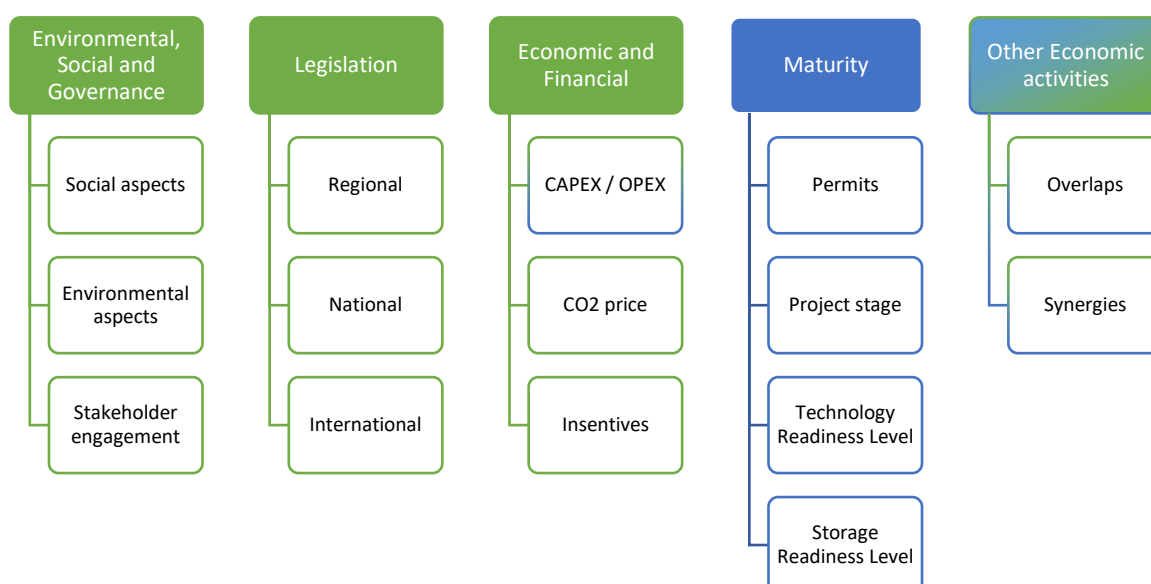 Environmental,
Social and
Governance
Social aspects
Environmental
aspects
Stakeholder
engagement
Legislation
Regional
National
International
Economic and
Financial
CAPEX / OPEX
CO2 price
Insentives
Maturity
Permits
Project stage
Technology
Readiness Level
Storage
Readiness Level
Other Economic
activities
Overlaps
Synergies